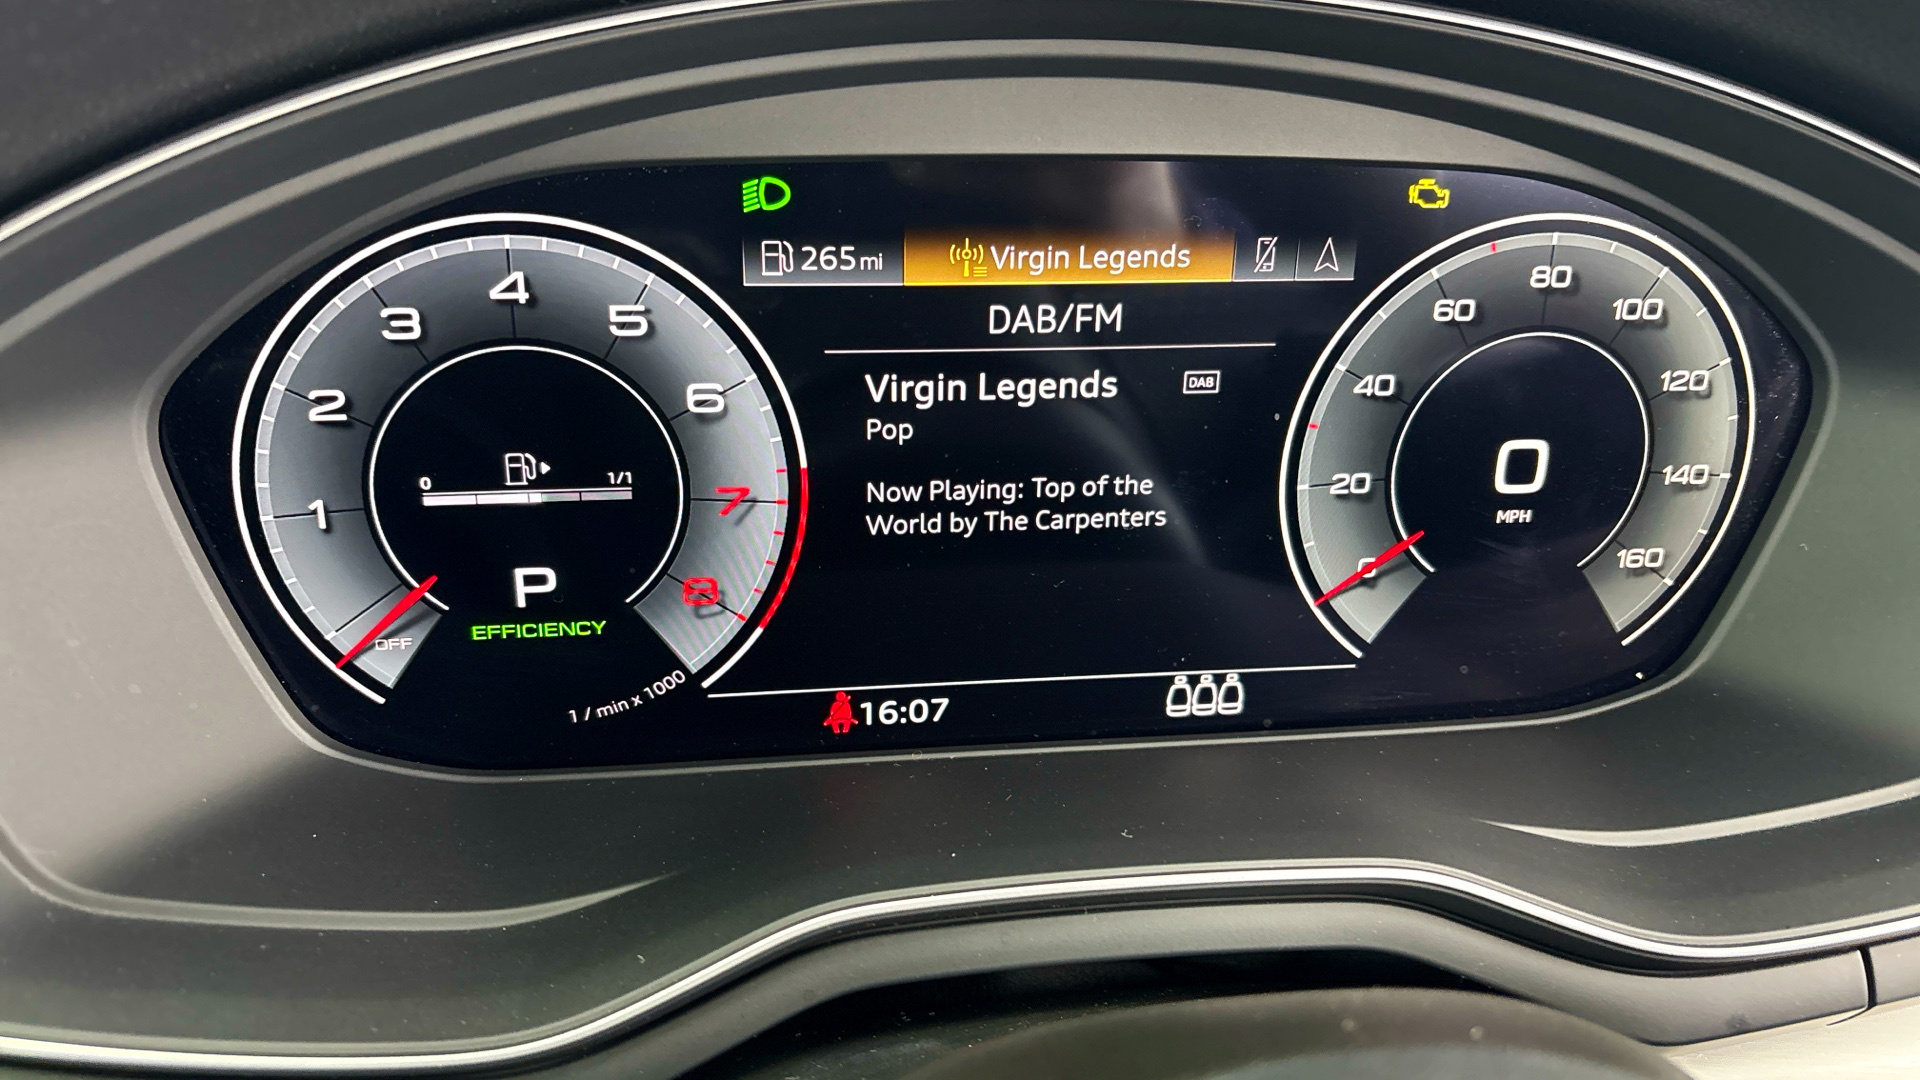 265 mi
Virgin Legends
DAB/FM
Virgin Legends
DAB
Pop
Now Playing: Top of the
World by The Carpenters
16:07
OFF
1
2
3
4
5
6
7
8
0
1/1
P
EFFICIENCY
1 / min x 1000
0
20
40
60
80
100
120
140
160
0
MPH